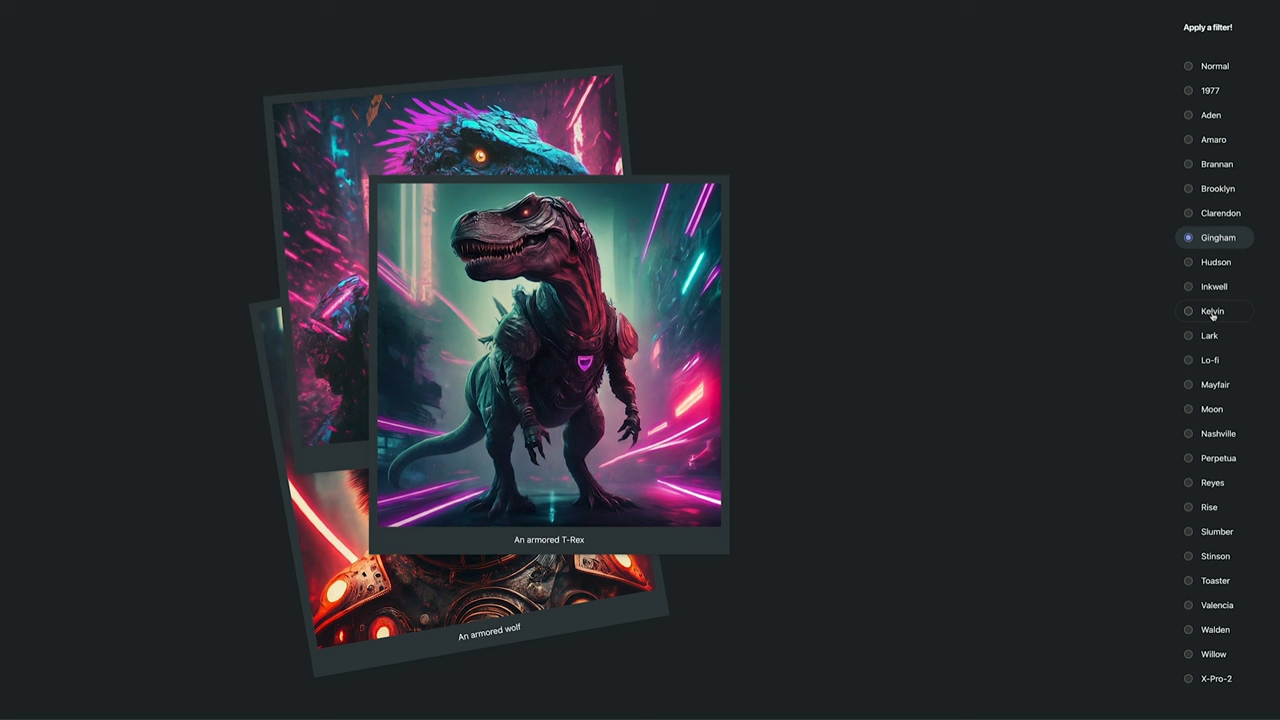 Apply a filter!
Normal
1977
Aden
Amaro
Brannan
Brooklyn
Clarendon
Gingham
Hudson
Inkwell
Kelvin
Lark
Lo-fi
Mayfair
Moon
Nashville
Perpetua
Reyes
Rise
Slumber
Stinson
Toaster
Valencia
Walden
Willow
X-Pro-2
An armored T-Rex
An armored wolf